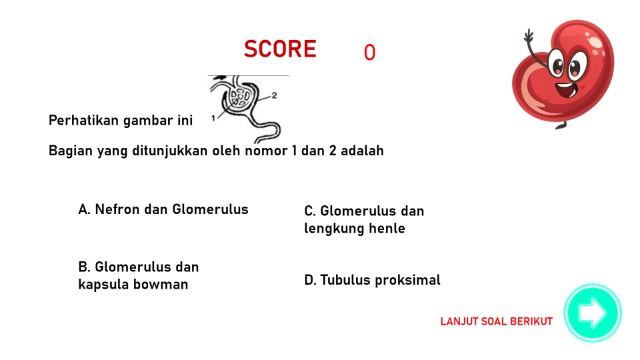 SCORE 0
1
2
Perhatikan gambar ini
Bagian yang ditunjukkan oleh nomor 1 dan 2 adalah
A. Nefron dan Glomerulus
B. Glomerulus dan
kapsula bowman
C. Glomerulus dan
lengkung henle
D. Tubulus proksimal
LANJUT SOAL BERIKUT